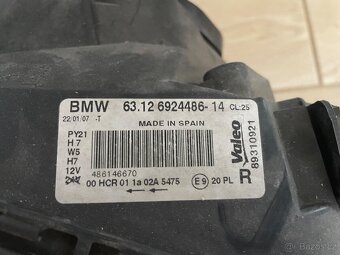 BMW 63.12 6924486-14 CL:25
22/01/07 -T MADE IN SPAIN
PY21
H7
W5
H7
12V 486146670
00 HCR 01 1a 02A 5475 E9 20 PL
Valeo
89310921
R